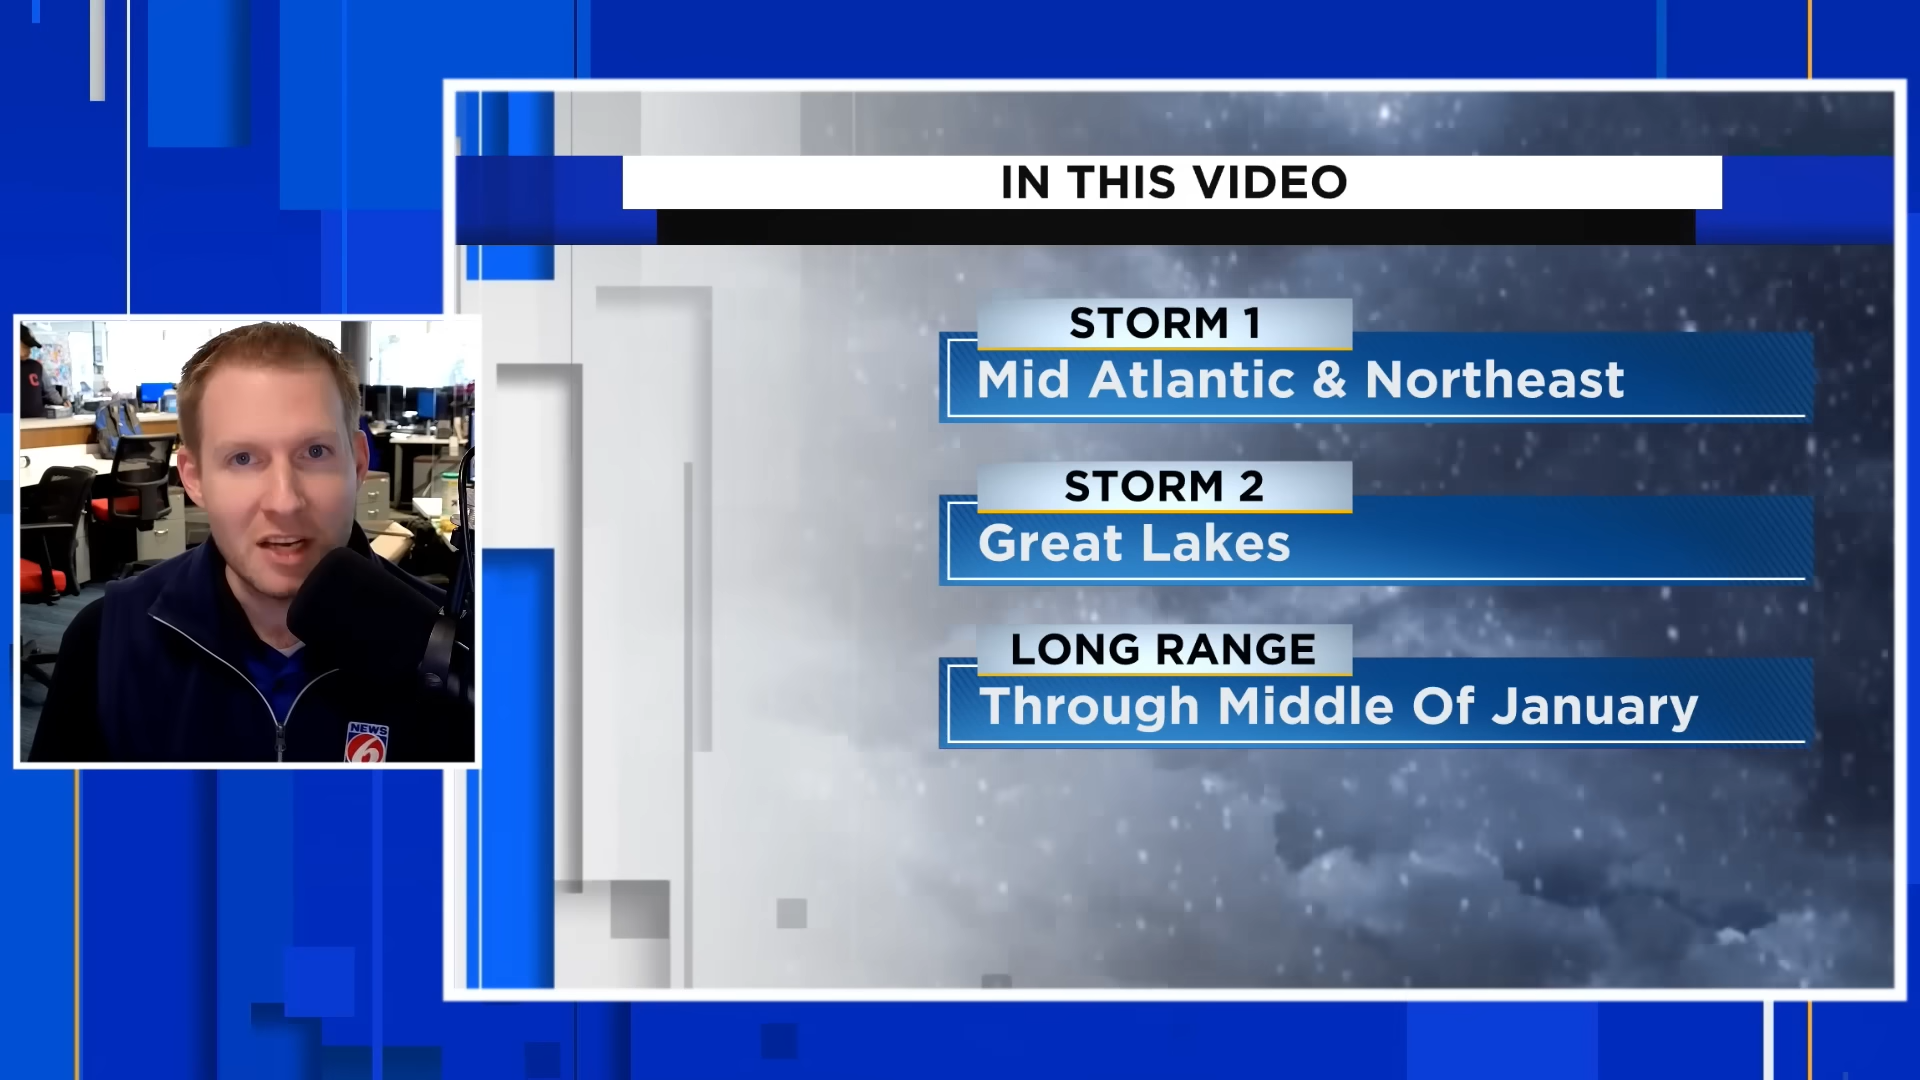 IN THIS VIDEO
STORM 1
Mid Atlantic & Northeast
STORM 2
Great Lakes
LONG RANGE
Through Middle Of January
NEWS
6
C